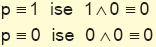 p ≡ 1 ise 1 ∧ 0 ≡ 0
p ≡ 0 ise 0 ∧ 0 ≡ 0